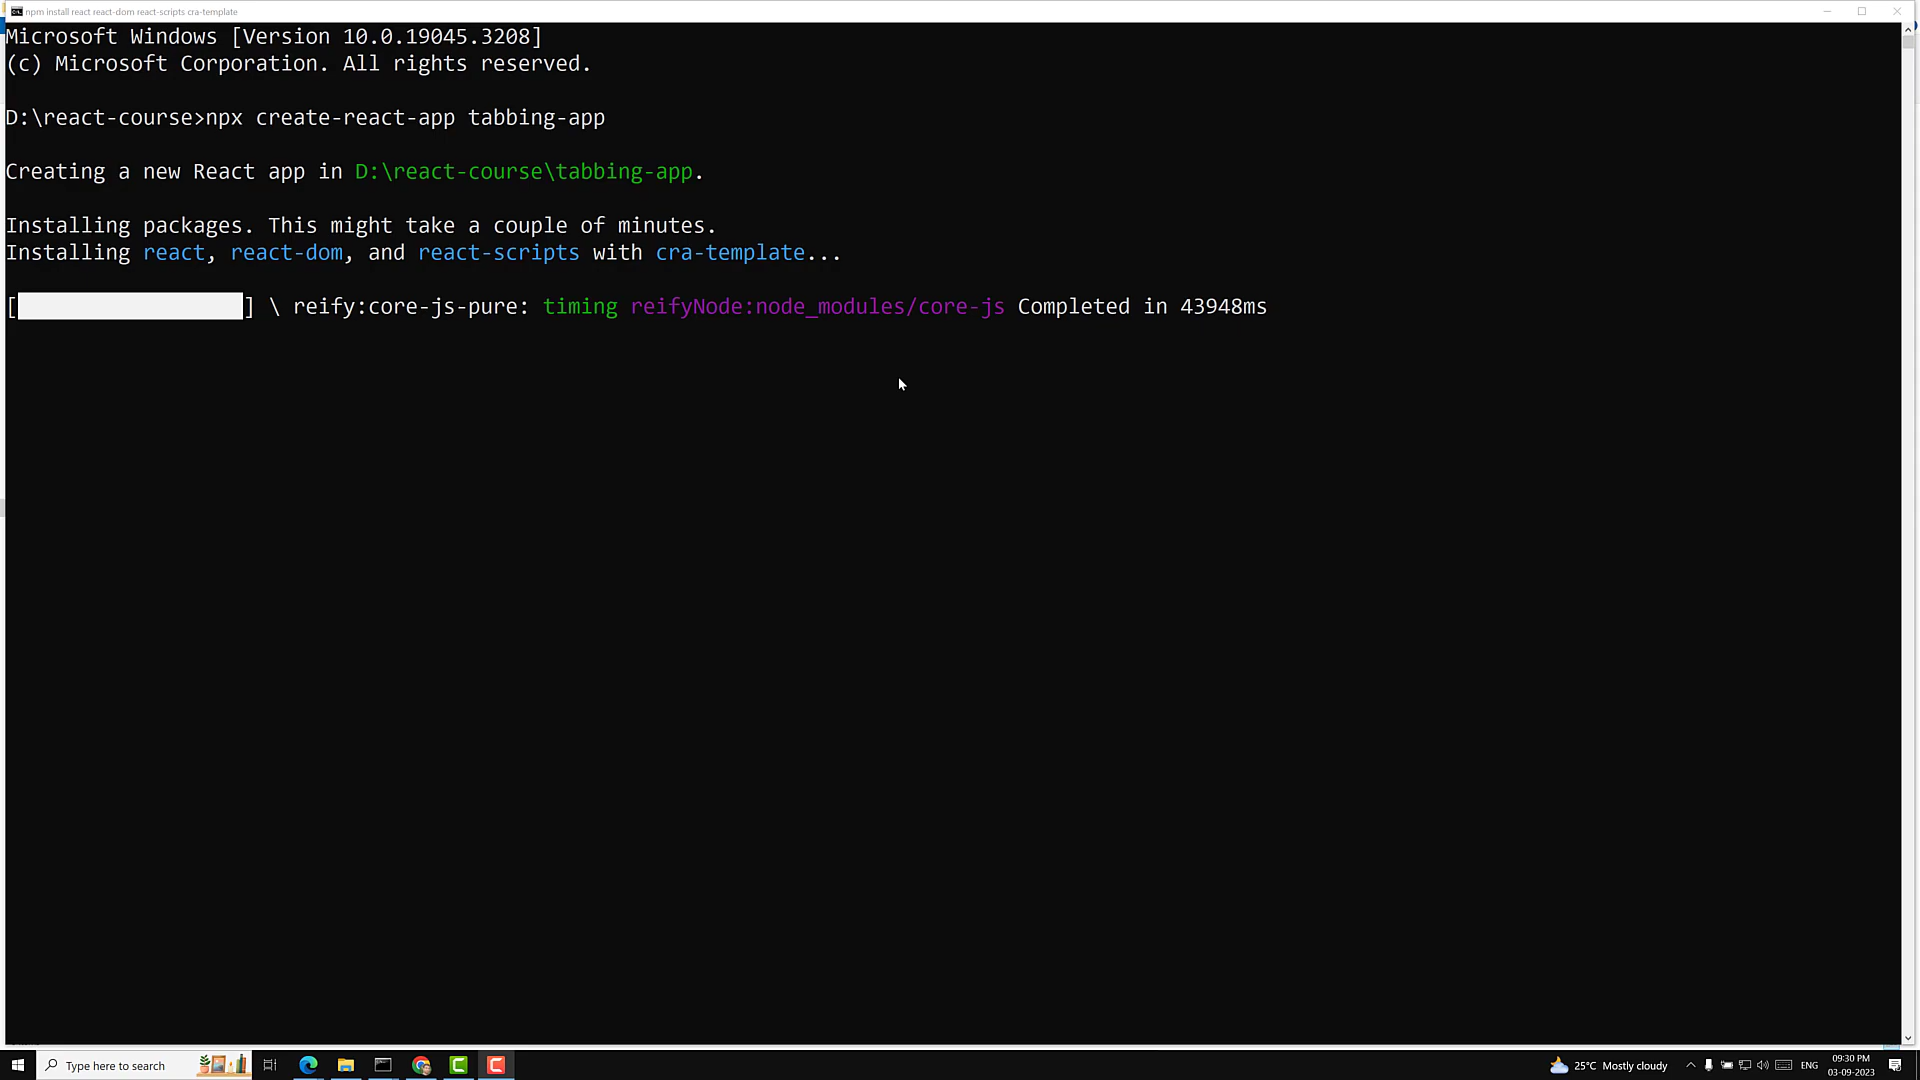 npm install react react-dom react-scripts cra-template
Microsoft Windows [Version 10.0.19045.3208]
(c) Microsoft Corporation. All rights reserved.
D:\react-course>npx create-react-app tabbing-app
Creating a new React app in D:\react-course\tabbing-app.
Installing packages. This might take a couple of minutes.
Installing react, react-dom, and react-scripts with cra-template...
[                  ] \ reify:core-js-pure: timing reifyNode:node_modules/core-js Completed in 43948ms
Type here to search
25°C Mostly cloudy
ENG
09:30 PM
03-09-2023